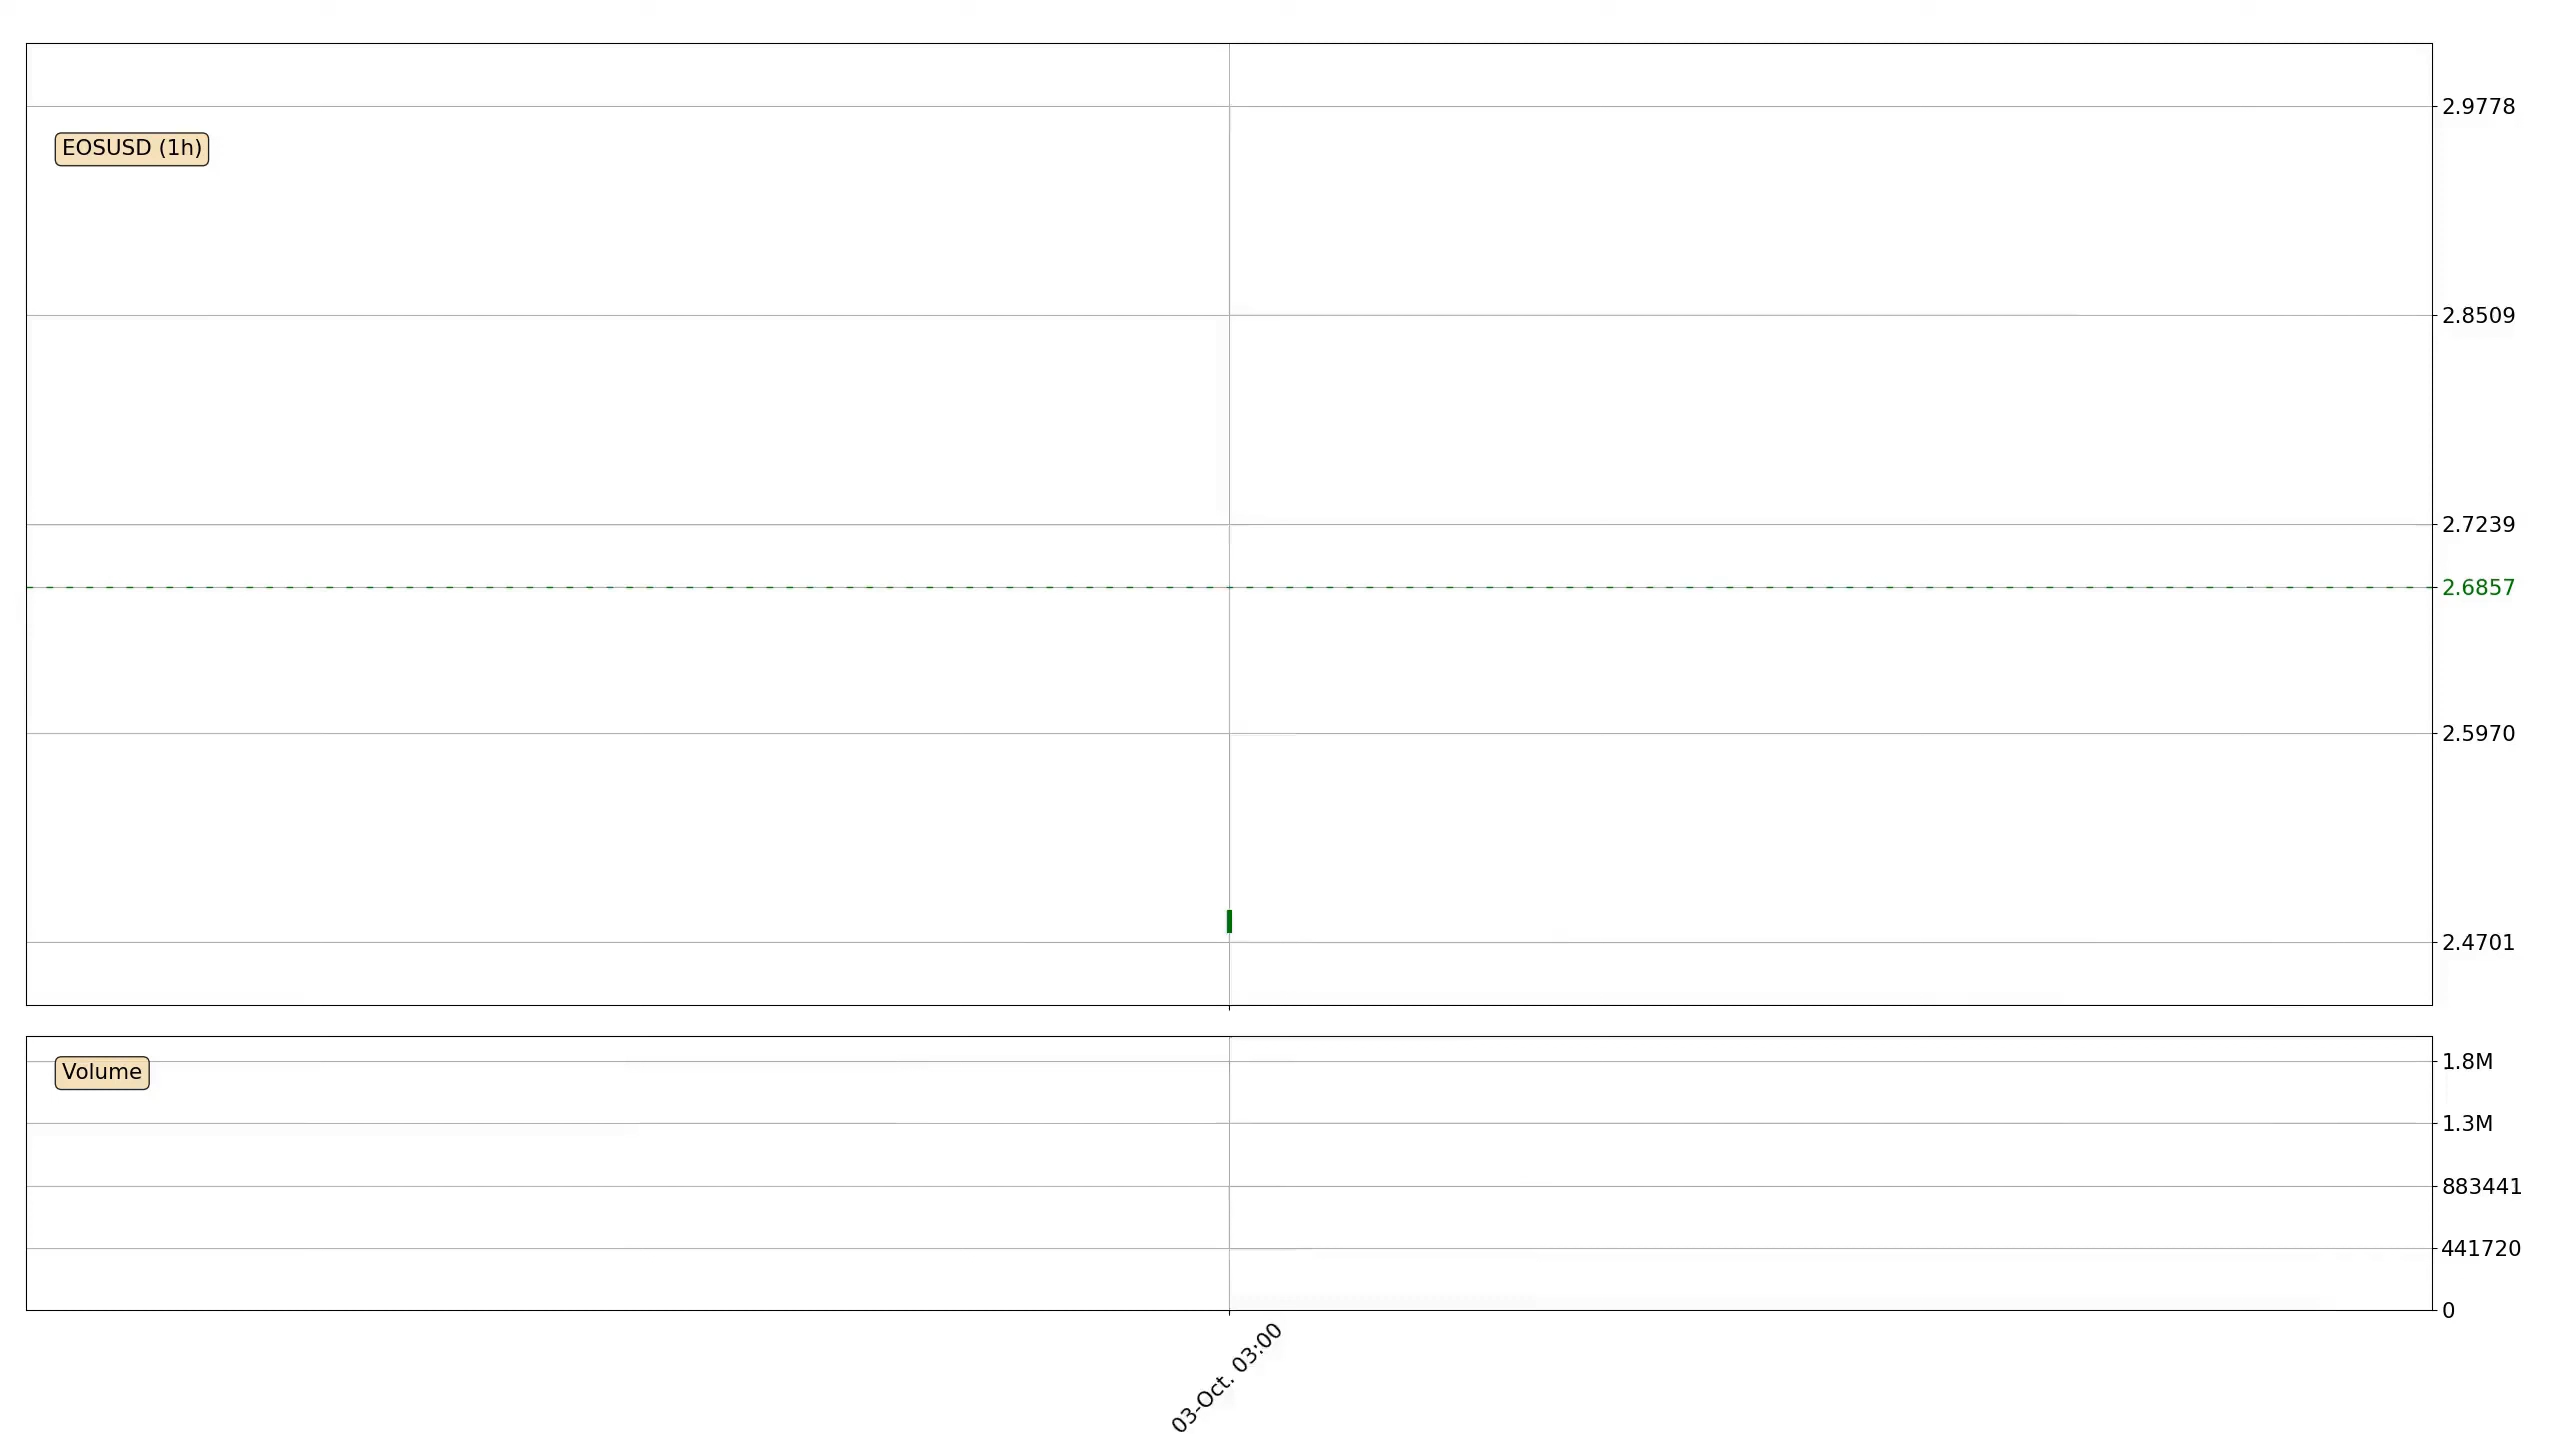 2.9778
EOSUSD (1h)
2.8509
2.7239
2.6857
2.5970
2.4701
Volume
1.8M
1.3M
883441
441720
0
03-Oct. 03:00